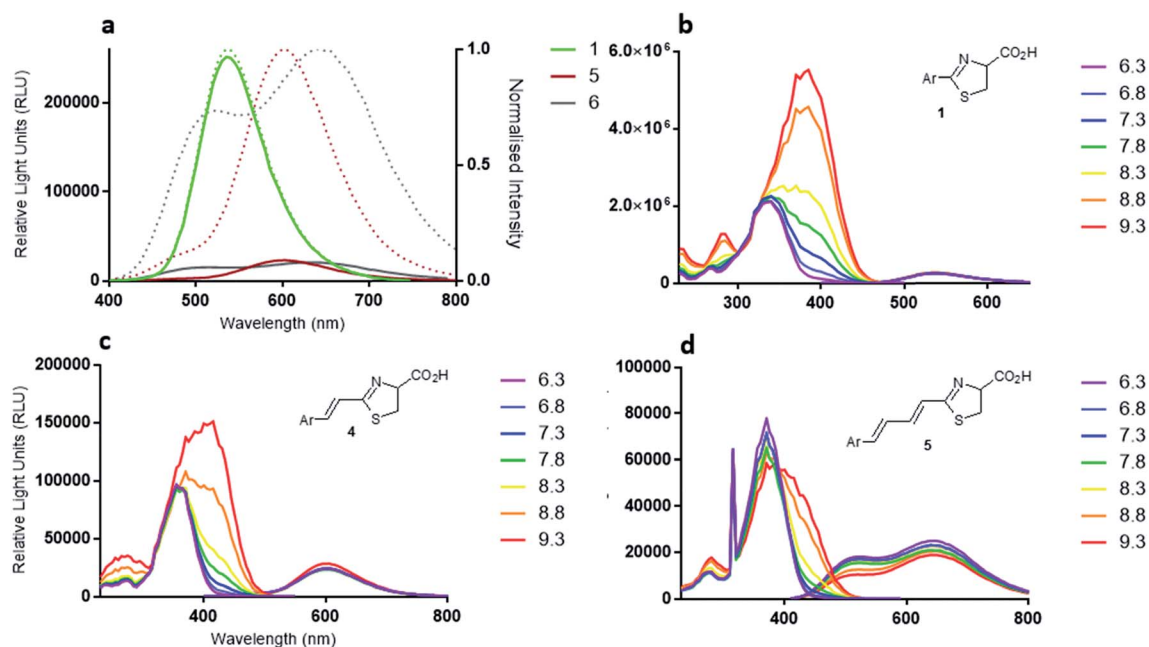 a
Relative Light Units (RLU)
200000
100000
0
400 500 600 700 800
Wavelength (nm)
1.0
0.5
0.0
Normalised Intensity
1
5
6
b
6.0×10⁶
4.0×10⁶
2.0×10⁶
0
300 400 500 600
N CO₂H
Ar
S
1
6.3
6.8
7.3
7.8
8.3
8.8
9.3
c
Relative Light Units (RLU)
200000
150000
100000
50000
0
400 600 800
Wavelength (nm)
N CO₂H
S
Ar
4
6.3
6.8
7.3
7.8
8.3
8.8
9.3
d
100000
80000
60000
40000
20000
0
400 600 800
N CO₂H
S
Ar
5
6.3
6.8
7.3
7.8
8.3
8.8
9.3